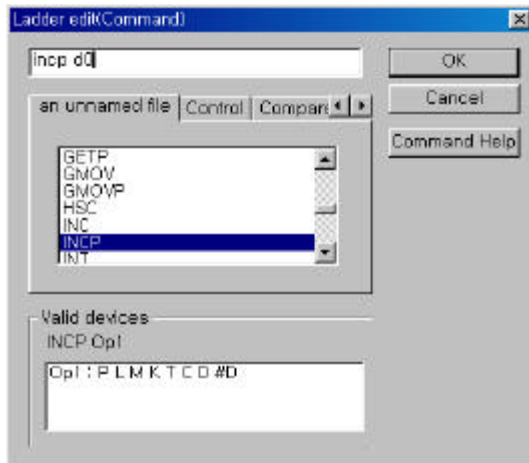 Ladder edit(Command)
incp d0
OK
an unnamed file Control Compare
Cancel
Command Help
GETP
GMOV
GMOVP
HSC
INC
INCP
INT
Valid devices
INCP Op1
Op1 : P L M K T C D #D